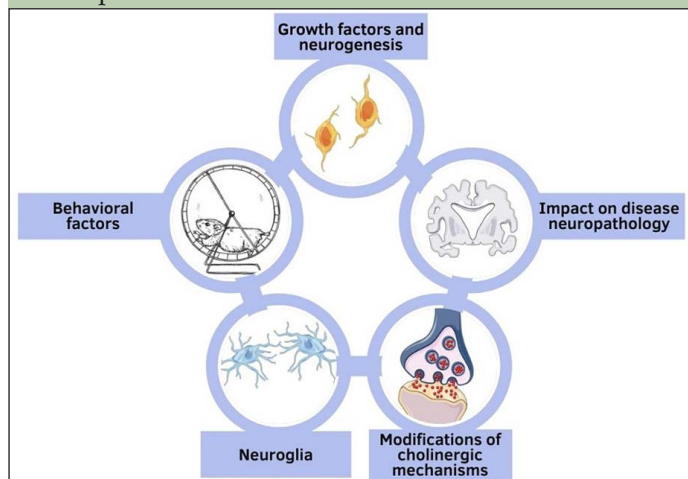 Growth factors and
neurogenesis
Behavioral
factors
Impact on disease
neuropathology
Neuroglia
Modifications of
cholinergic
mechanisms